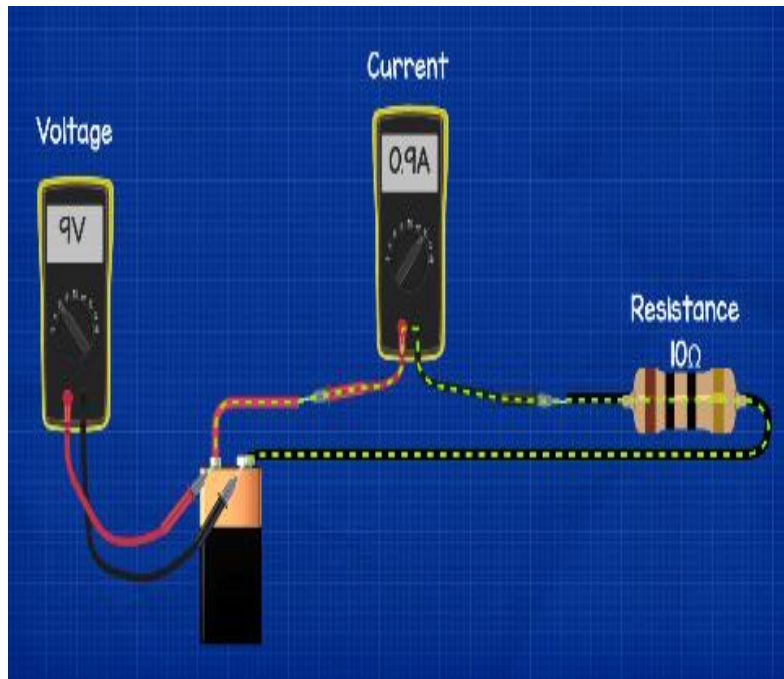 Current
Voltage
0.9A
9V
Resistance
10Ω